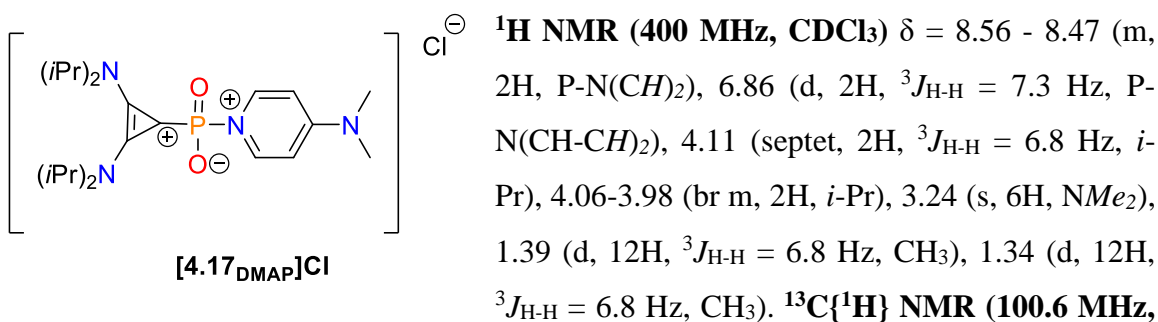 (iPr)₂N
(iPr)₂N
⊕
P
O
O⊖
⊕
N
N
Cl⊖
[4.17DMAP]Cl
¹H NMR (400 MHz, CDCl₃) δ = 8.56 - 8.47 (m,
2H, P-N(CH)₂), 6.86 (d, 2H, ³JH-H = 7.3 Hz, P-
N(CH-CH)₂), 4.11 (septet, 2H, ³JH-H = 6.8 Hz, i-
Pr), 4.06-3.98 (br m, 2H, i-Pr), 3.24 (s, 6H, NMe₂),
1.39 (d, 12H, ³JH-H = 6.8 Hz, CH₃), 1.34 (d, 12H,
³JH-H = 6.8 Hz, CH₃). ¹³C{¹H} NMR (100.6 MHz,